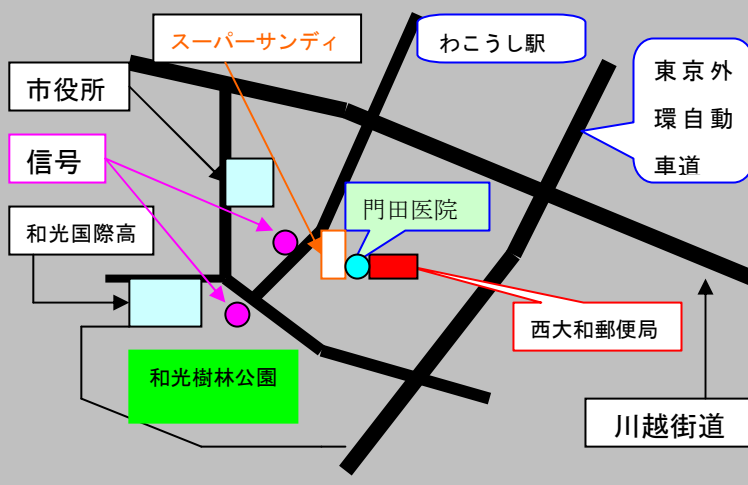 スーパーサンディ
わこうし駅
東京外
環自動
車道
市役所
信号
門田医院
和光国際高
西大和郵便局
和光樹林公園
川越街道